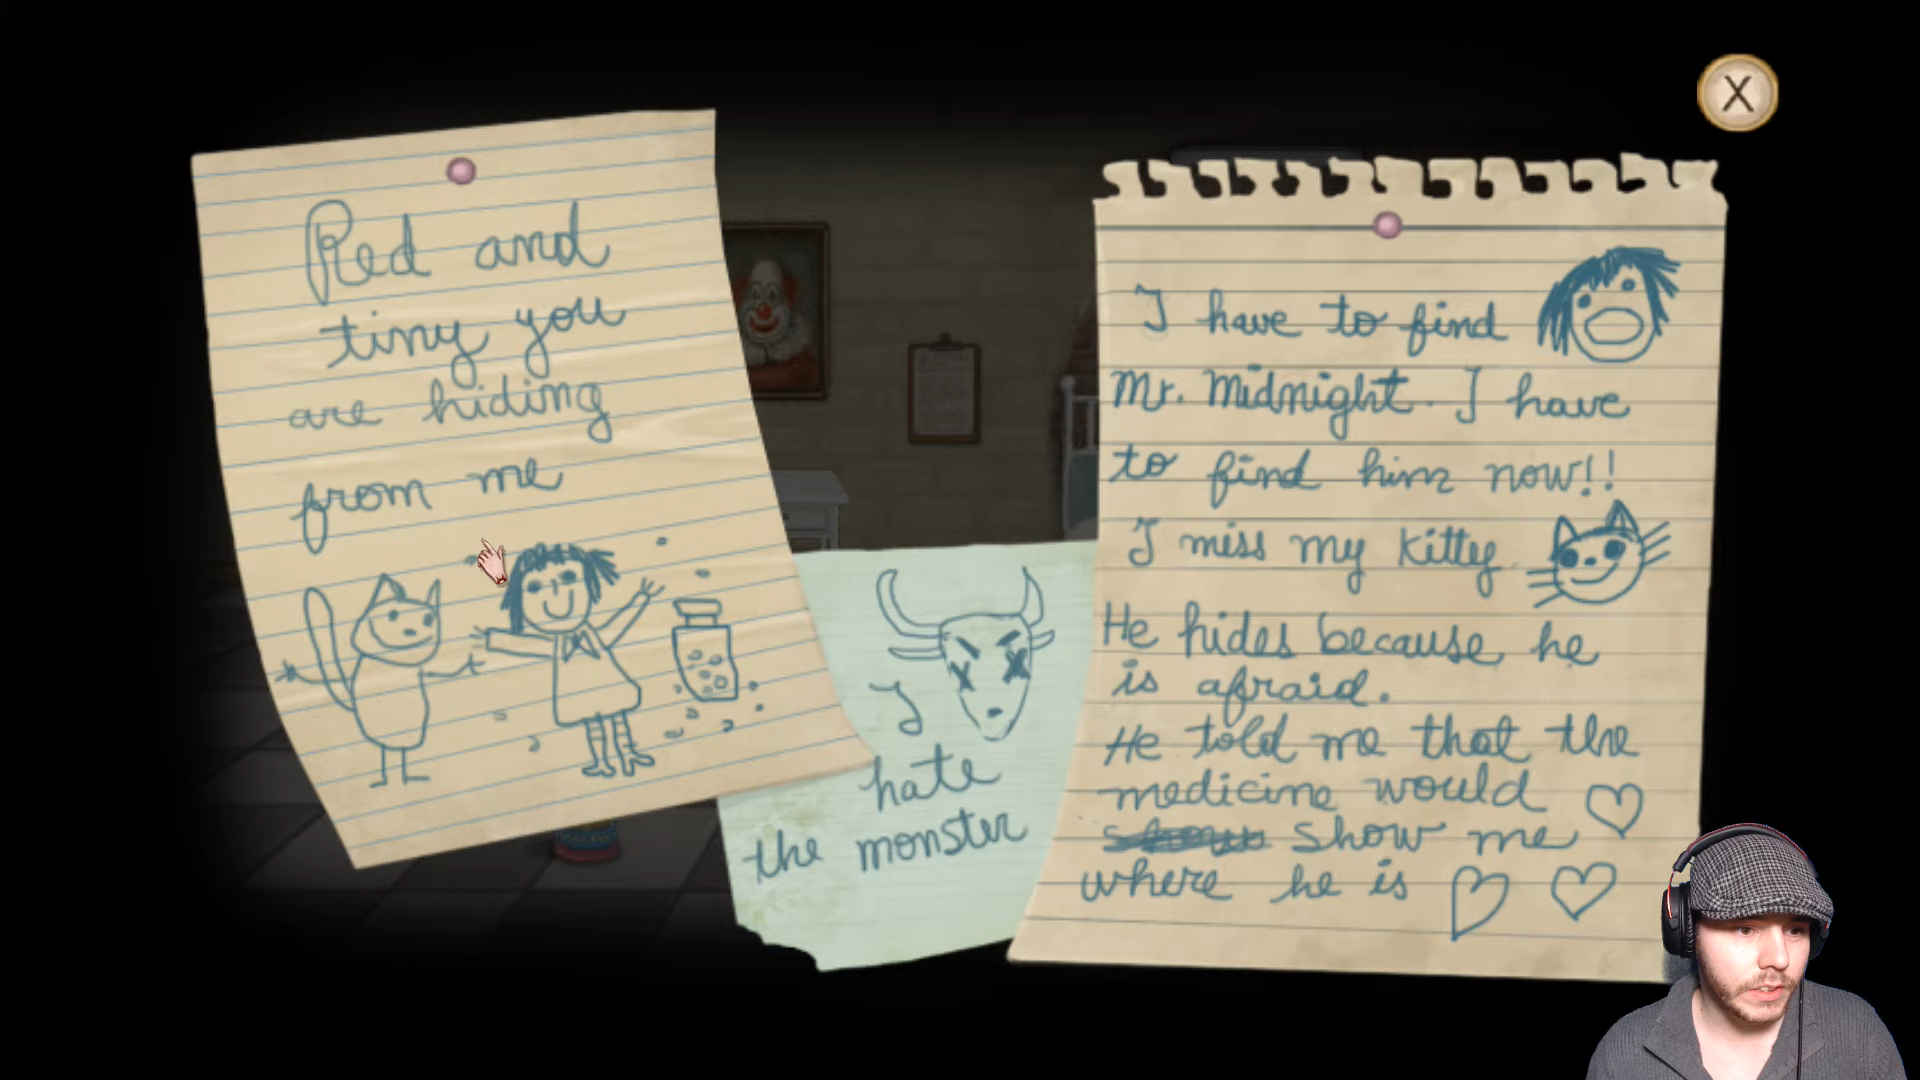 Red and
tiny you
are hiding
from me
I
hate
the monster
I have to find
Mr. Midnight. I have
to find him now!!
I miss my Kitty
He hides because he
is afraid.
He told me that the
medicine would
show me
where he is
X